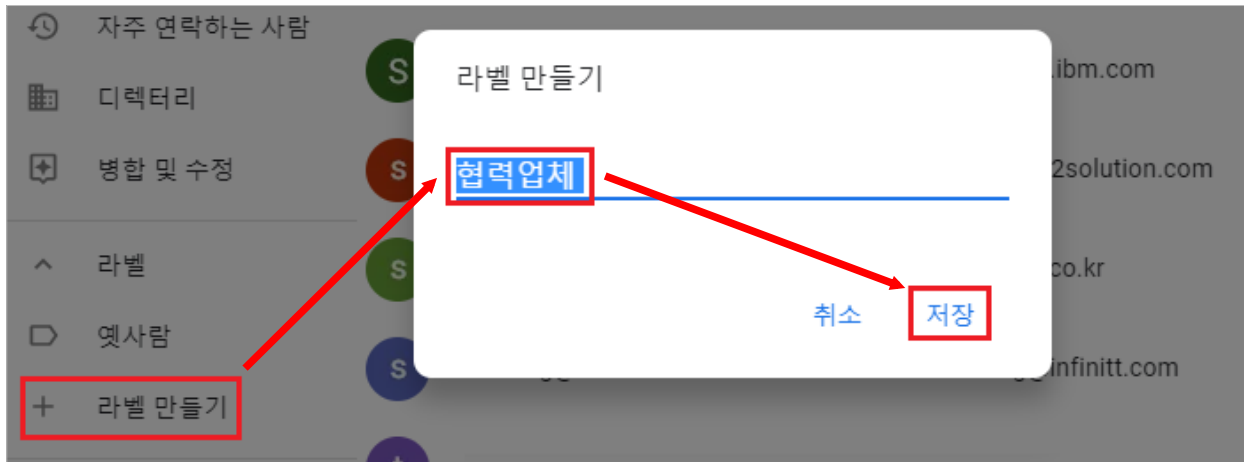 자주 연락하는 사람
디렉터리
병합 및 수정
라벨
옛사람
라벨 만들기
S
s
s
s
라벨 만들기
협력업체
취소
저장
.ibm.com
2solution.com
co.kr
infinitt.com